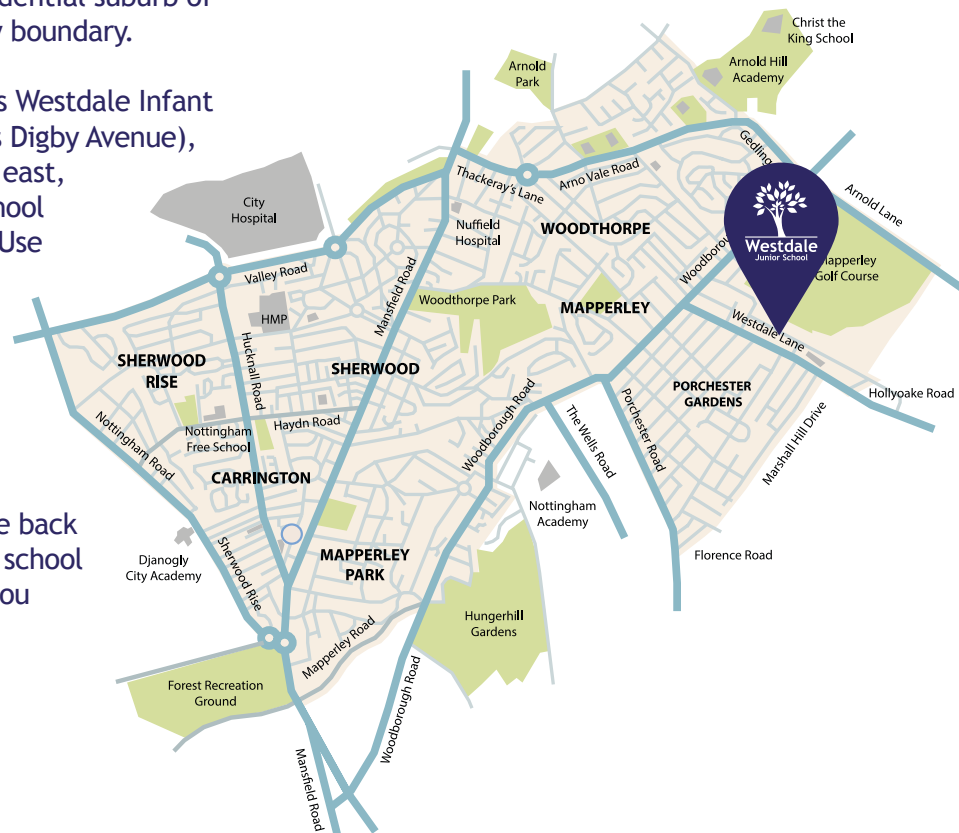 dential suburb of
y boundary.
s Westdale Infant
s Digby Avenue),
east,
hool
Use
e back
school
ou
Christ the
King School
Arnold
Park
Arnold Hill
Academy
Gedling
Arnold Lane
Thackeray's Lane
Arno Vale Road
City
Hospital
Nuffield
Hospital
WOODTHORPE
Woodborou
Westdale
Junior School
Mapperley
Golf Course
Valley Road
Mansfield Road
Woodthorpe Park
MAPPERLEY
HMP
Westdale Lane
SHERWOOD
RISE
Hucknall Road
SHERWOOD
PORCHESTER
GARDENS
Hollyoake Road
Nottingham Road
Nottingham
Free School
Haydn Road
Woodborough Road
The Wells Road
Porchester Road
Marshall Hill Drive
CARRINGTON
Nottingham
Academy
Djanogly
City Academy
Sherwood Rise
MAPPERLEY
PARK
Florence Road
Hungerhill
Gardens
Mapperley Road
Forest Recreation
Ground
Woodborough Road
Mansfield Road